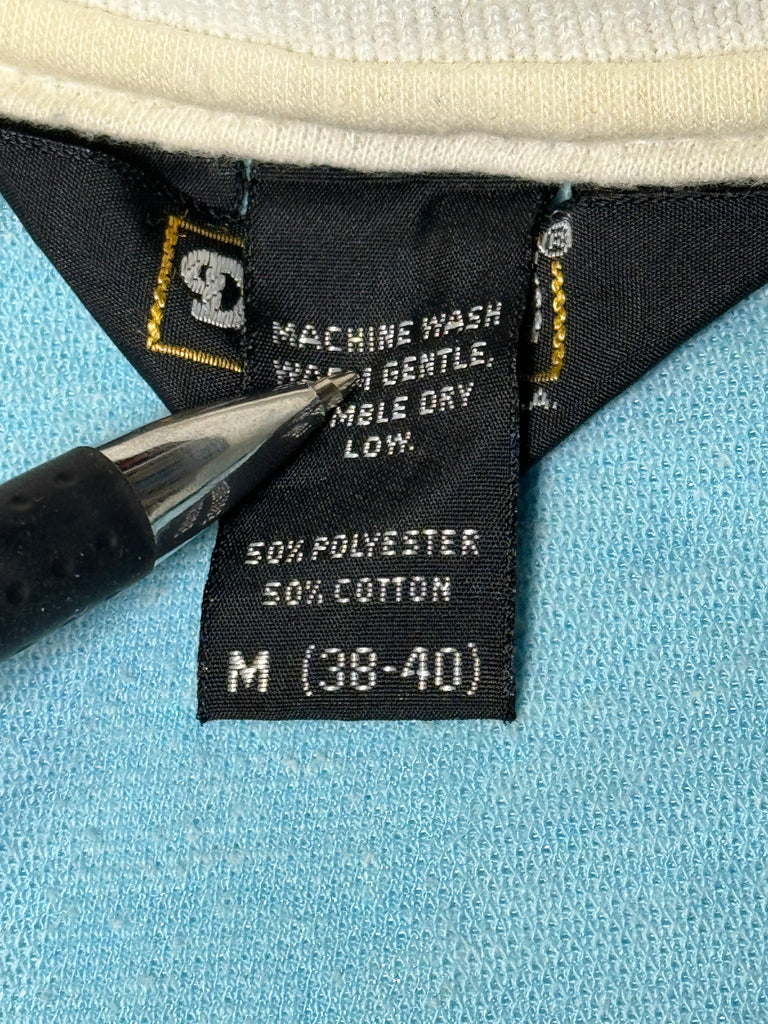 MACHINE WASH
GENTLE,
DRY
LOW.
50% POLYESTER
50% COTTON
M (38-40)
®
.A.